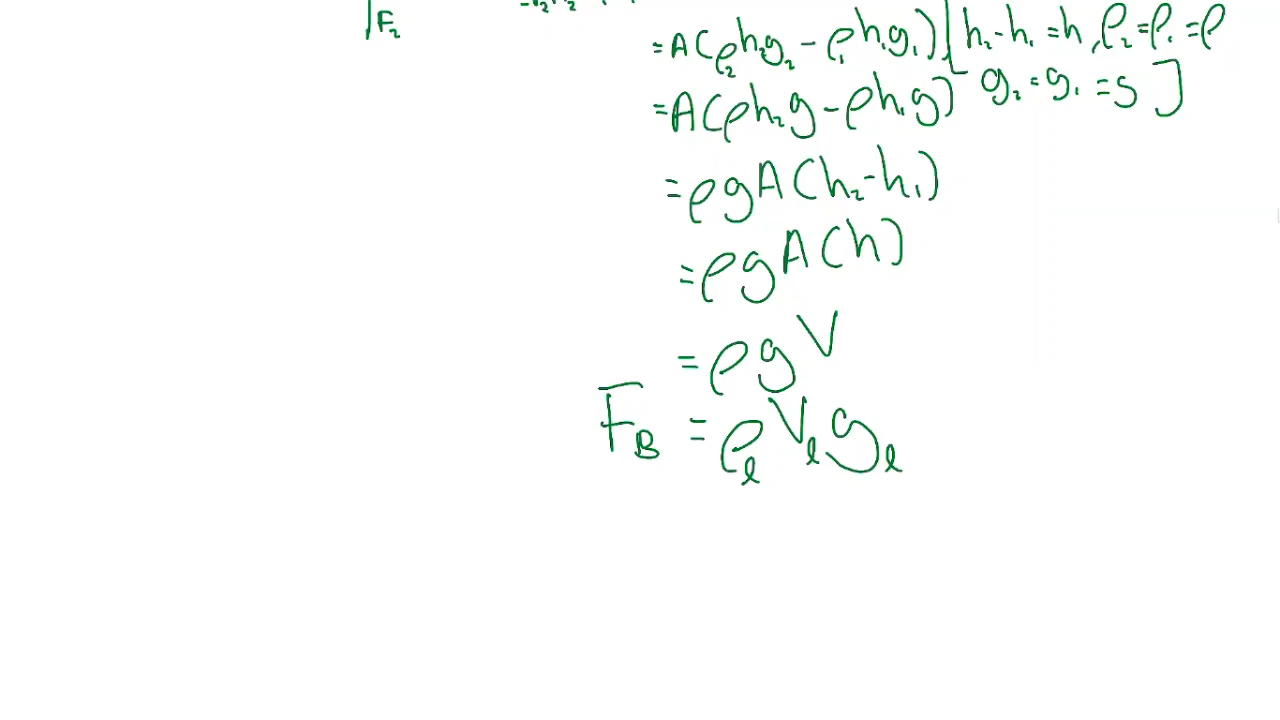 F₂
= A(ρ₂h₂g₂ - ρ₁h₁g₁) [h₂-h₁ = h, ρ₂ = ρ₁ = ρ
= A(ρh₂g - ρh₁g) g₂ = g₁ = g]
= ρgA(h₂-h₁)
= ρgA(h)
= ρgV
F_B = ρ_l V_l g_l